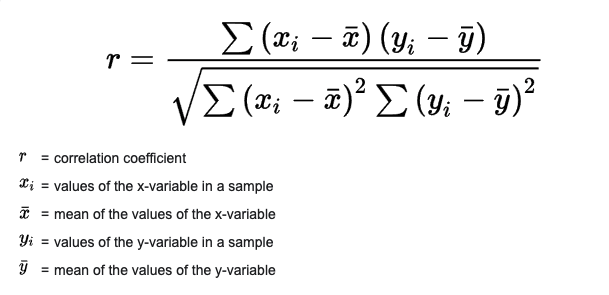 r = ∑ (xᵢ − x̄) (yᵢ − ȳ) / √(∑ (xᵢ − x̄)² ∑ (yᵢ − ȳ)²)
r = correlation coefficient
xᵢ = values of the x-variable in a sample
x̄ = mean of the values of the x-variable
yᵢ = values of the y-variable in a sample
ȳ = mean of the values of the y-variable